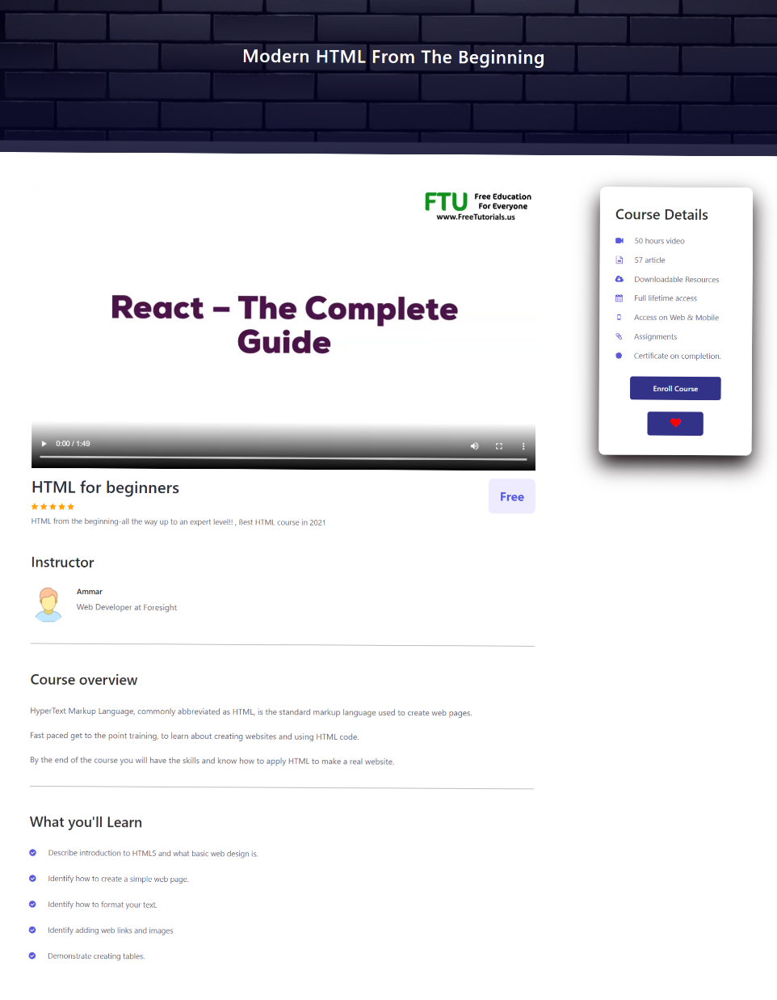 Modern HTML From The Beginning
FTU Free Education
For Everyone
www.FreeTutorials.us
React – The Complete
Guide
0:00 / 1:49
HTML for beginners
Free
HTML from the beginning-all the way up to an expert level!! , Best HTML course in 2021
Instructor
Ammar
Web Developer at Foresight
Course overview
HyperText Markup Language, commonly abbreviated as HTML, is the standard markup language used to create web pages.
Fast paced get to the point training, to learn about creating websites and using HTML code.
By the end of the course you will have the skills and know how to apply HTML to make a real website.
What you'll Learn
Describe introduction to HTML5 and what basic web design is.
Identify how to create a simple web page.
Identify how to format your text.
Identify adding web links and images
Demonstrate creating tables.
Course Details
50 hours video
57 article
Downloadable Resources
Full lifetime access
Access on Web & Mobile
Assignments
Certificate on completion.
Enroll Course